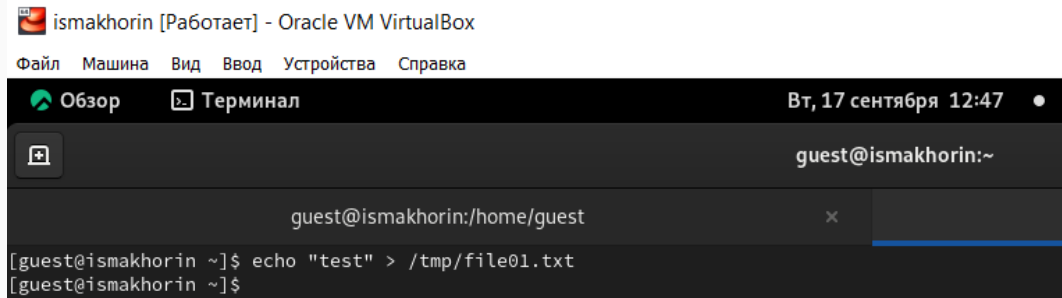 ismakhorin [Работает] - Oracle VM VirtualBox
Файл Машина Вид Ввод Устройства Справка
Обзор Терминал Вт, 17 сентября 12:47
guest@ismakhorin:~
guest@ismakhorin:/home/guest
[guest@ismakhorin ~]$ echo "test" > /tmp/file01.txt
[guest@ismakhorin ~]$